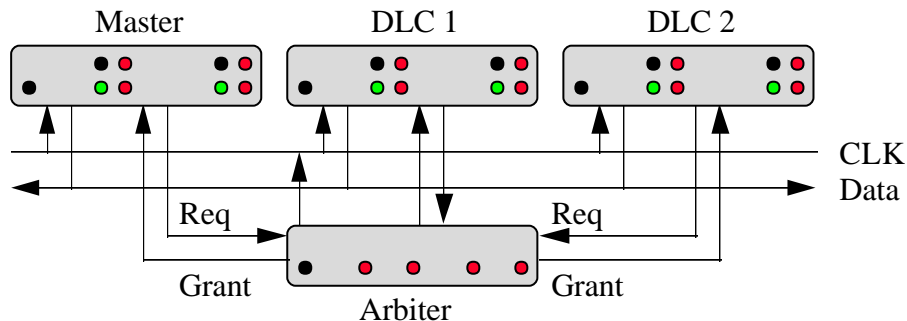 Master DLC 1 DLC 2
CLK
Data
Req Req
Grant Grant
Arbiter